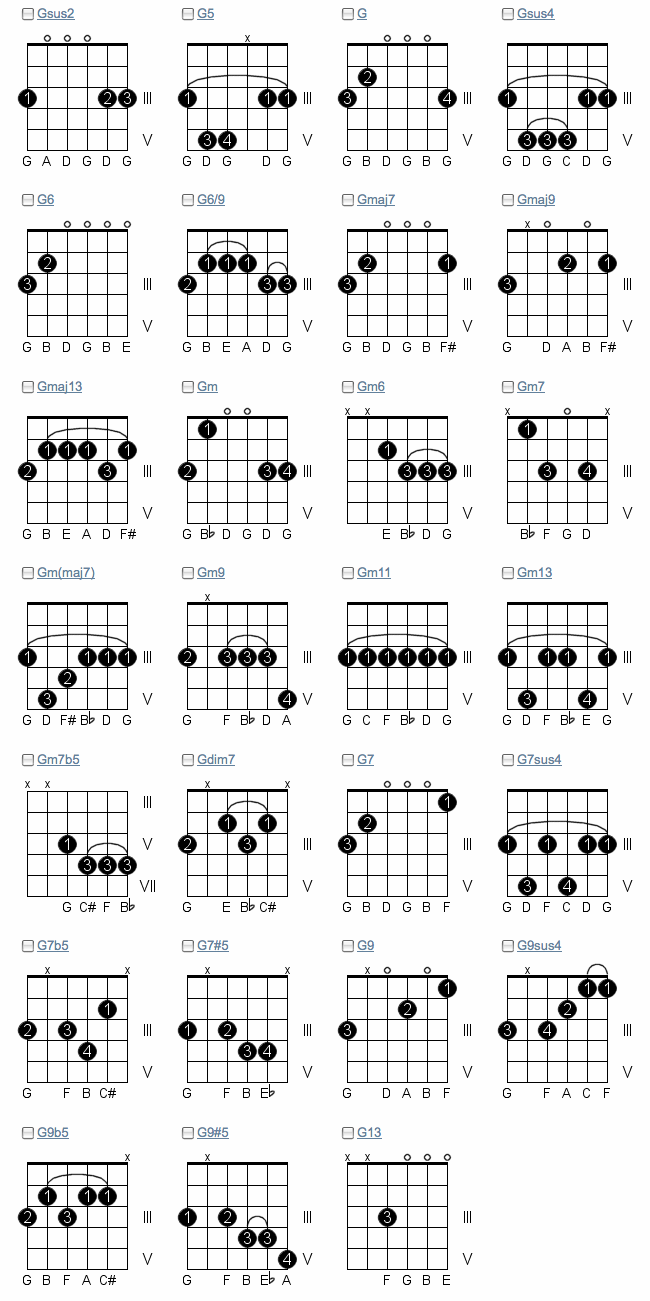 Gsus2 G5 G Gsus4
o o o x o o o
2
1 2 3 III 1 1 1 III 3 4 III 1 1 1 III
V 3 4 V V 3 3 3 V
G A D G D G G D G D G G B D G B G G D G C D G
G6 G6/9 Gmaj7 Gmaj9
o o o o o o o x o o
2 1 1 1 2 1 2 1
3 III 2 3 3 III 3 III 3 III
V V V V
G B D G B E G B E A D G G B D G B F# G D A B F#
Gmaj13 Gm Gm6 Gm7
o o x x x o x
1 1
1 1 1 1 1
2 3 III 2 3 4 III 3 3 3 III 3 4 III
V V V V
G B E A D F# G B♭ D G D G E B♭ D G B♭ F G D
Gm(maj7) Gm9 Gm11 Gm13
x
1 1 1 1 III 2 3 3 3 III 1 1 1 1 1 1 III 1 1 1 1 III
2
3 V 4 V V 3 4 V
G D F# B♭ D G G F B♭ D A G C F B♭ D G G D F B♭ E G
Gm7b5 Gdim7 G7 G7sus4
x x x x o o o
III 1
1 1 2
1 V 2 3 III 3 III 1 1 1 1 III
3 3 3
VII V V 3 4 V
G C# F B♭ G E B♭ C# G B D G B F G D F C D G
G7b5 G7#5 G9 G9sus4
x x x x x o o x
1 1 1
1 2 2
2 3 III 1 2 III 3 III 3 4 III
4 3 4
V V V V
G F B C# G F B E♭ G D A B F G F A C F
G9b5 G9#5 G13
x x x x o o o
1 1 1
2 3 III 1 2 III 3 III
3 3
V 4 V V
G B F A C# G F B E♭ A F G B E